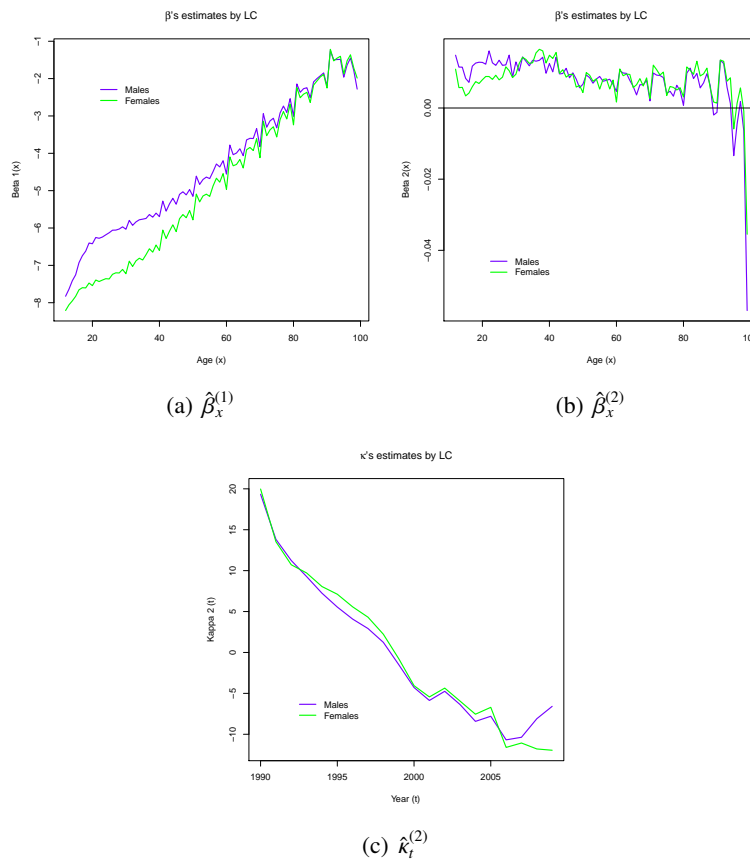 β's estimates by LC
Beta 1(x)
-1
-2
-3
-4
-5
-6
-7
-8
Males
Females
20 40 60 80 100
Age (x)
(a) β̂ₓ⁽¹⁾
β's estimates by LC
Beta 2(x)
0.00
-0.02
-0.04
Males
Females
20 40 60 80 100
Age (x)
(b) β̂ₓ⁽²⁾
κ's estimates by LC
Kappa 2 (t)
20
15
10
5
0
-5
-10
Males
Females
1990 1995 2000 2005
Year (t)
(c) κ̂ₜ⁽²⁾